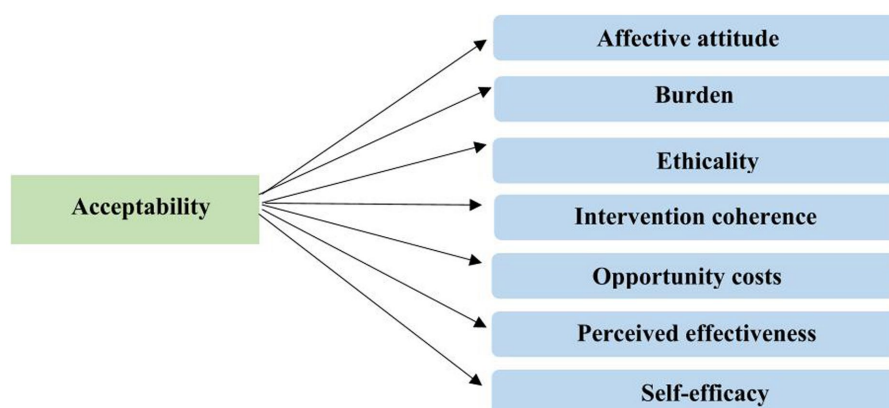 Acceptability
Affective attitude
Burden
Ethicality
Intervention coherence
Opportunity costs
Perceived effectiveness
Self-efficacy